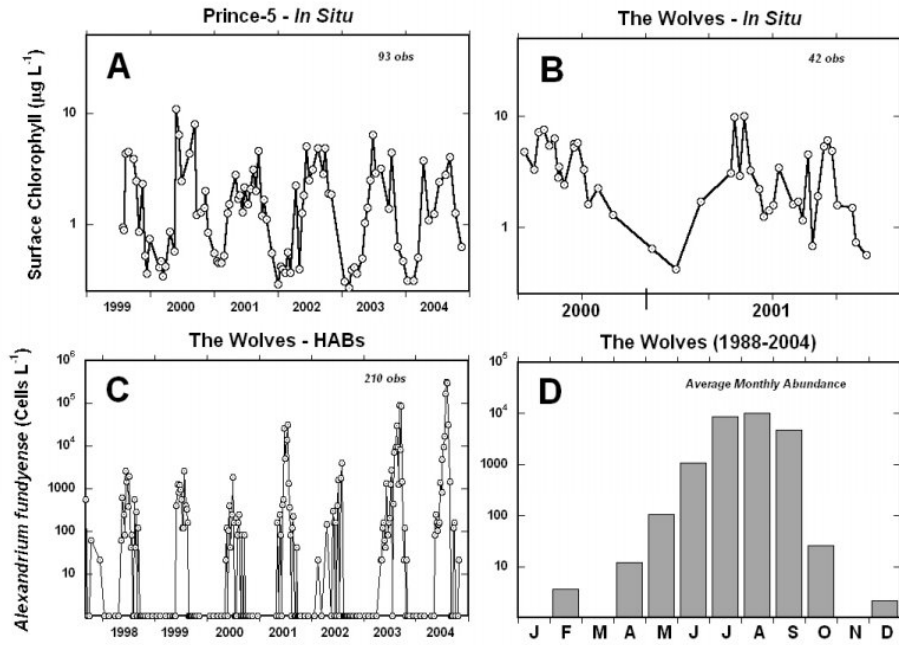 Prince-5 - In Situ
The Wolves - In Situ
Surface Chlorophyll (µg L-1)
A
93 obs
10
1
1999 2000 2001 2002 2003 2004
B
42 obs
10
1
2000 2001
The Wolves - HABs
The Wolves (1988-2004)
Alexandrium fundyense (Cells L-1)
C
210 obs
10⁶
10⁵
10⁴
1000
100
10
1998 1999 2000 2001 2002 2003 2004
D
Average Monthly Abundance
10⁵
10⁴
1000
100
10
J F M A M J J A S O N D